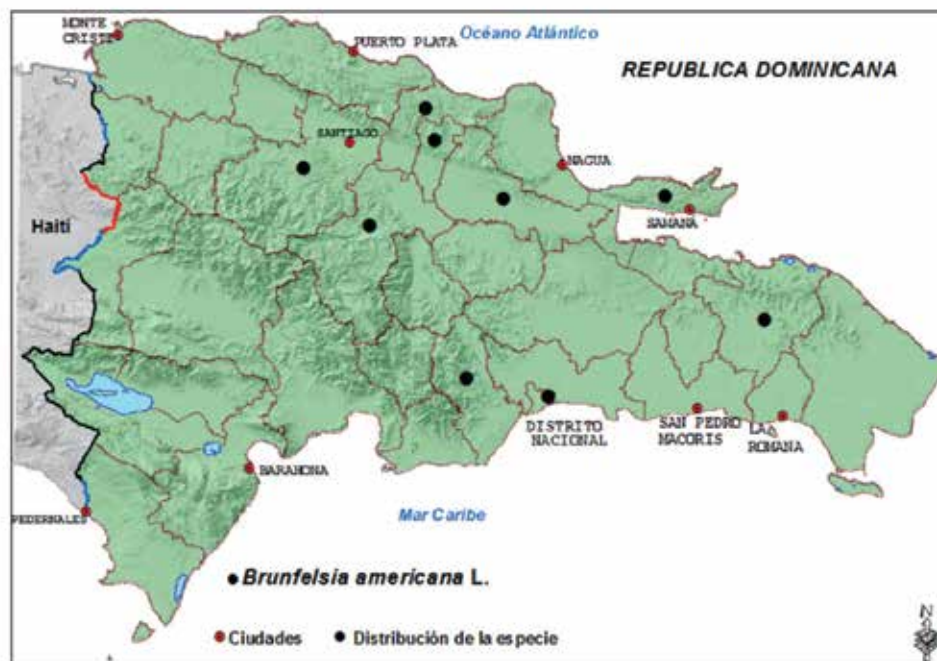 MONTE
CRISTI
PUERTO PLATA
Océano Atlántico
REPUBLICA DOMINICANA
SANTIAGO
NAGUA
Haití
SAMANA
DISTRITO
NACIONAL
SAN PEDRO
MACORIS
LA
ROMANA
BARAHONA
PEDERNALES
Mar Caribe
Brunfelsia americana L.
Ciudades
Distribución de la especie
N